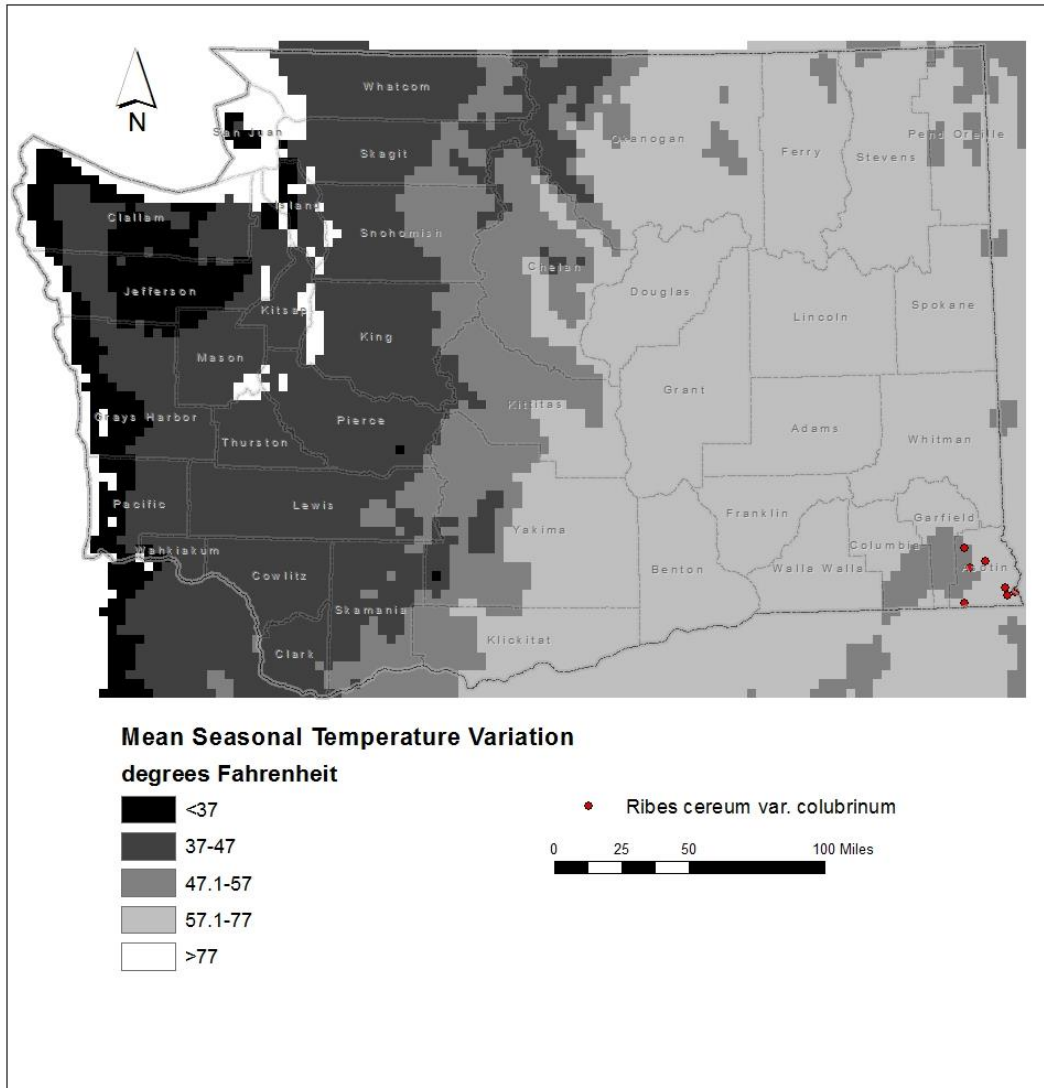 N
Whatcom
San Juan
Okanogan
Ferry
Stevens
Pend Oreille
Skagit
Island
Clallam
Snohomish
Chelan
Jefferson
Douglas
Kitsap
Lincoln
Spokane
King
Mason
Grant
Kittitas
Grays Harbor
Pierce
Adams
Whitman
Thurston
Pacific
Lewis
Yakima
Franklin
Garfield
Wahkiakum
Columbia
Cowlitz
Benton
Walla Walla
Asotin
Skamania
Klickitat
Clark
Mean Seasonal Temperature Variation
degrees Fahrenheit
<37
37-47
47.1-57
57.1-77
>77
Ribes cereum var. colubrinum
0 25 50 100 Miles